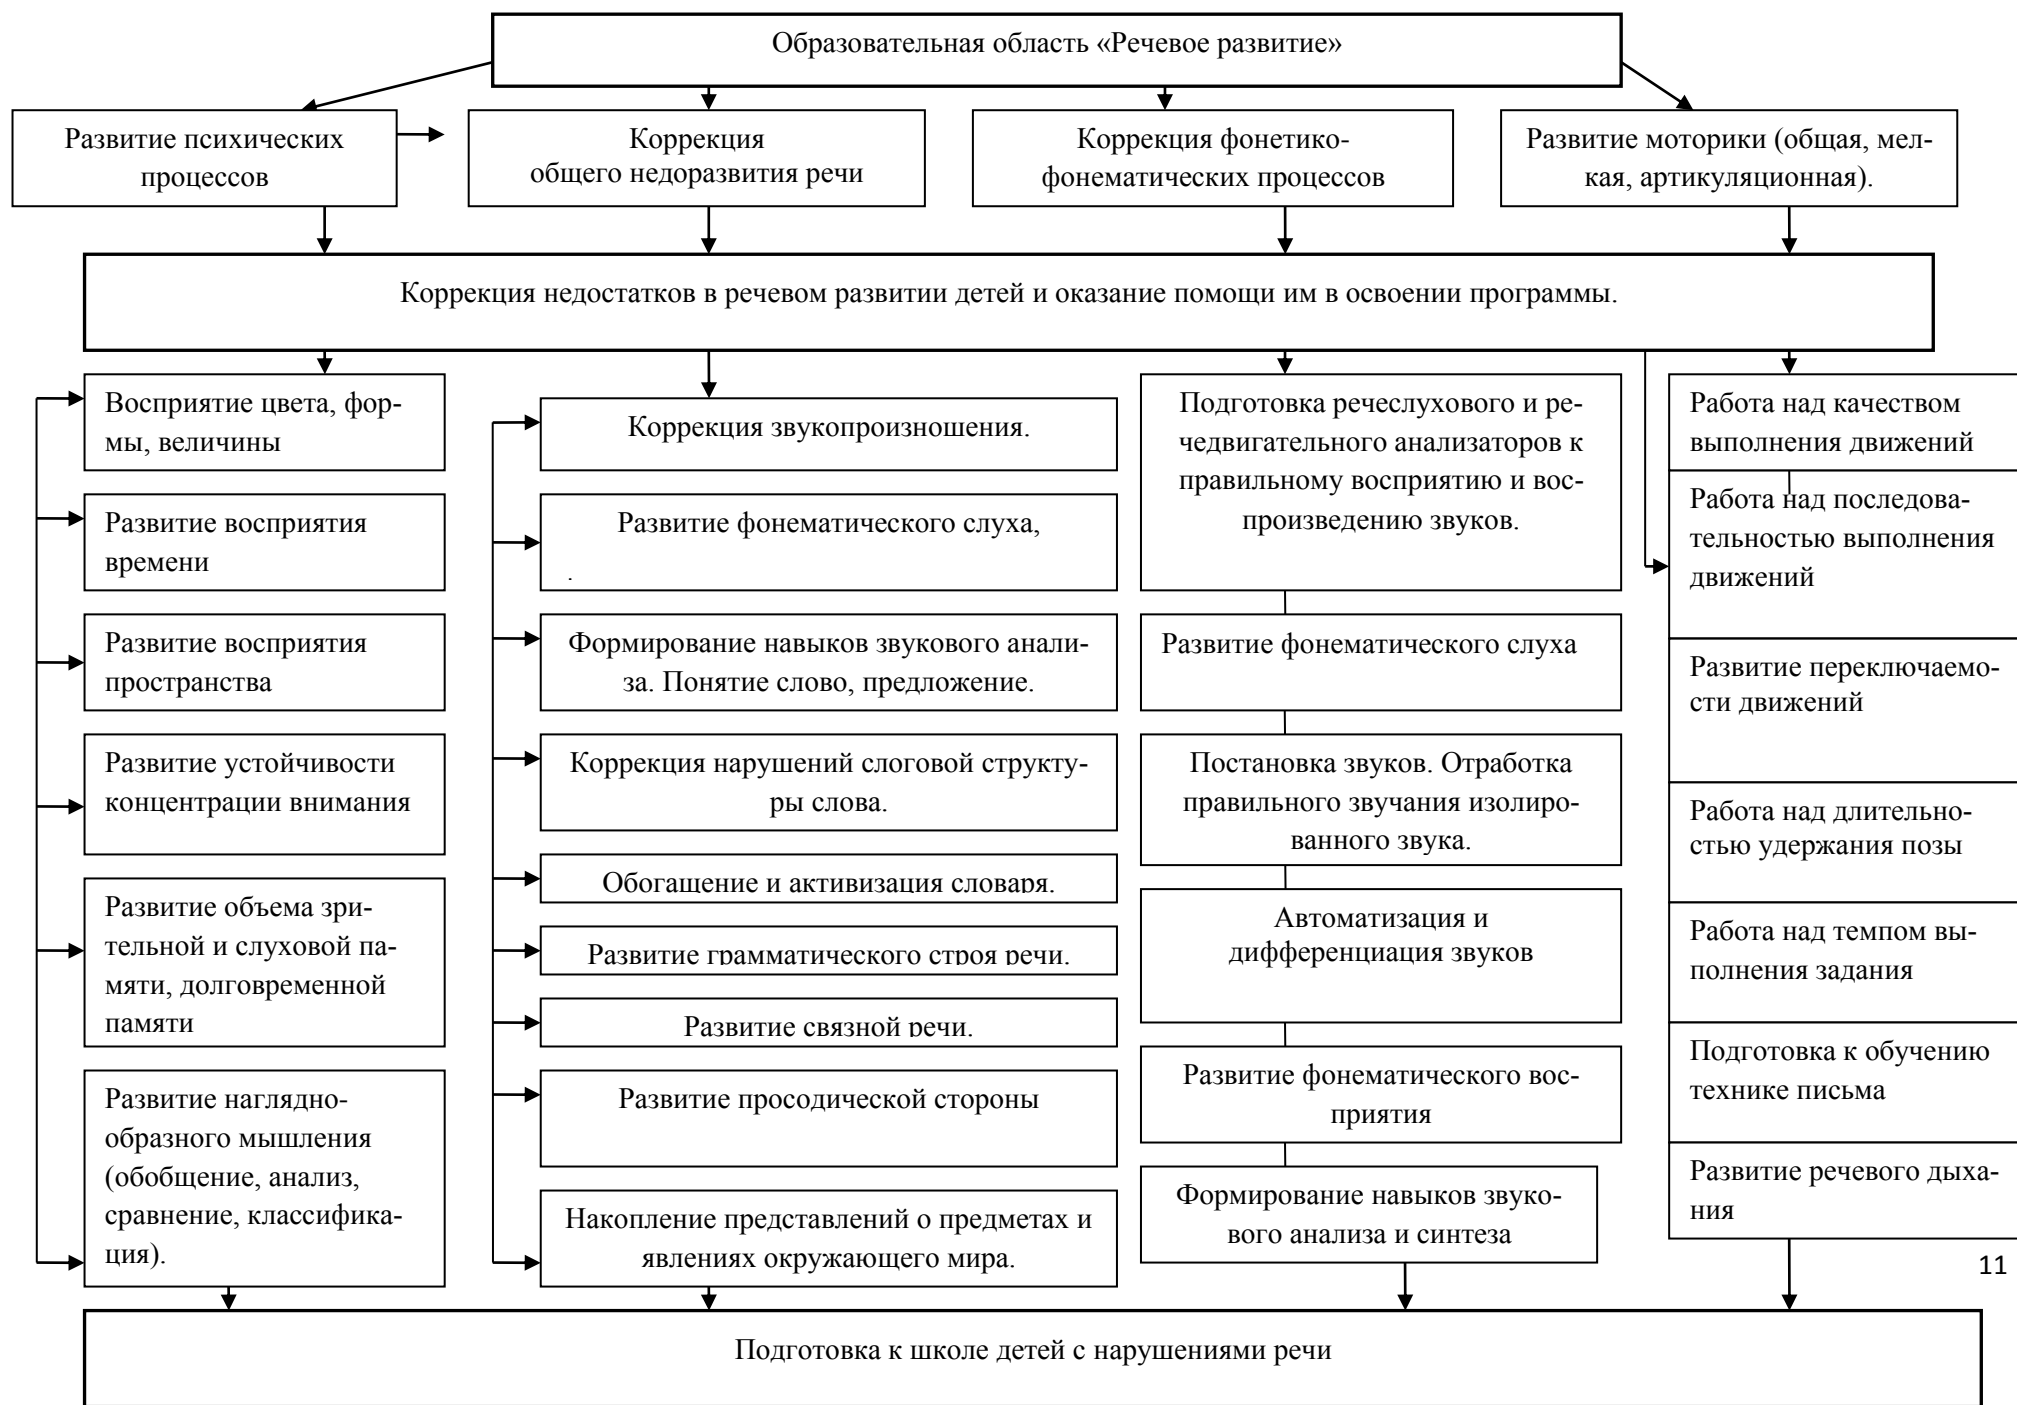 Образовательная область «Речевое развитие»
Развитие психических
процессов
Коррекция
общего недоразвития речи
Коррекция фонетико-
фонематических процессов
Развитие моторики (общая, мел-
кая, артикуляционная).
Коррекция недостатков в речевом развитии детей и оказание помощи им в освоении программы.
Восприятие цвета, фор-
мы, величины
Развитие восприятия
времени
Развитие восприятия
пространства
Развитие устойчивости
концентрации внимания
Развитие объема зри-
тельной и слуховой па-
мяти, долговременной
памяти
Развитие наглядно-
образного мышления
(обобщение, анализ,
сравнение, классифика-
ция).
Коррекция звукопроизношения.
Развитие фонематического слуха,
.
Формирование навыков звукового анали-
за. Понятие слово, предложение.
Коррекция нарушений слоговой структу-
ры слова.
Обогащение и активизация словаря.
Развитие грамматического строя речи.
Развитие связной речи.
Развитие просодической стороны
Накопление представлений о предметах и
явлениях окружающего мира.
Подготовка речеслухового и ре-
чедвигательного анализаторов к
правильному восприятию и вос-
произведению звуков.
Развитие фонематического слуха
Постановка звуков. Отработка
правильного звучания изолиро-
ванного звука.
Автоматизация и
дифференциация звуков
Развитие фонематического вос-
приятия
Формирование навыков звуко-
вого анализа и синтеза
Работа над качеством
выполнения движений
Работа над последова-
тельностью выполнения
движений
Развитие переключаемо-
сти движений
Работа над длительно-
стью удержания позы
Работа над темпом вы-
полнения задания
Подготовка к обучению
технике письма
Развитие речевого дыха-
ния
11
Подготовка к школе детей с нарушениями речи